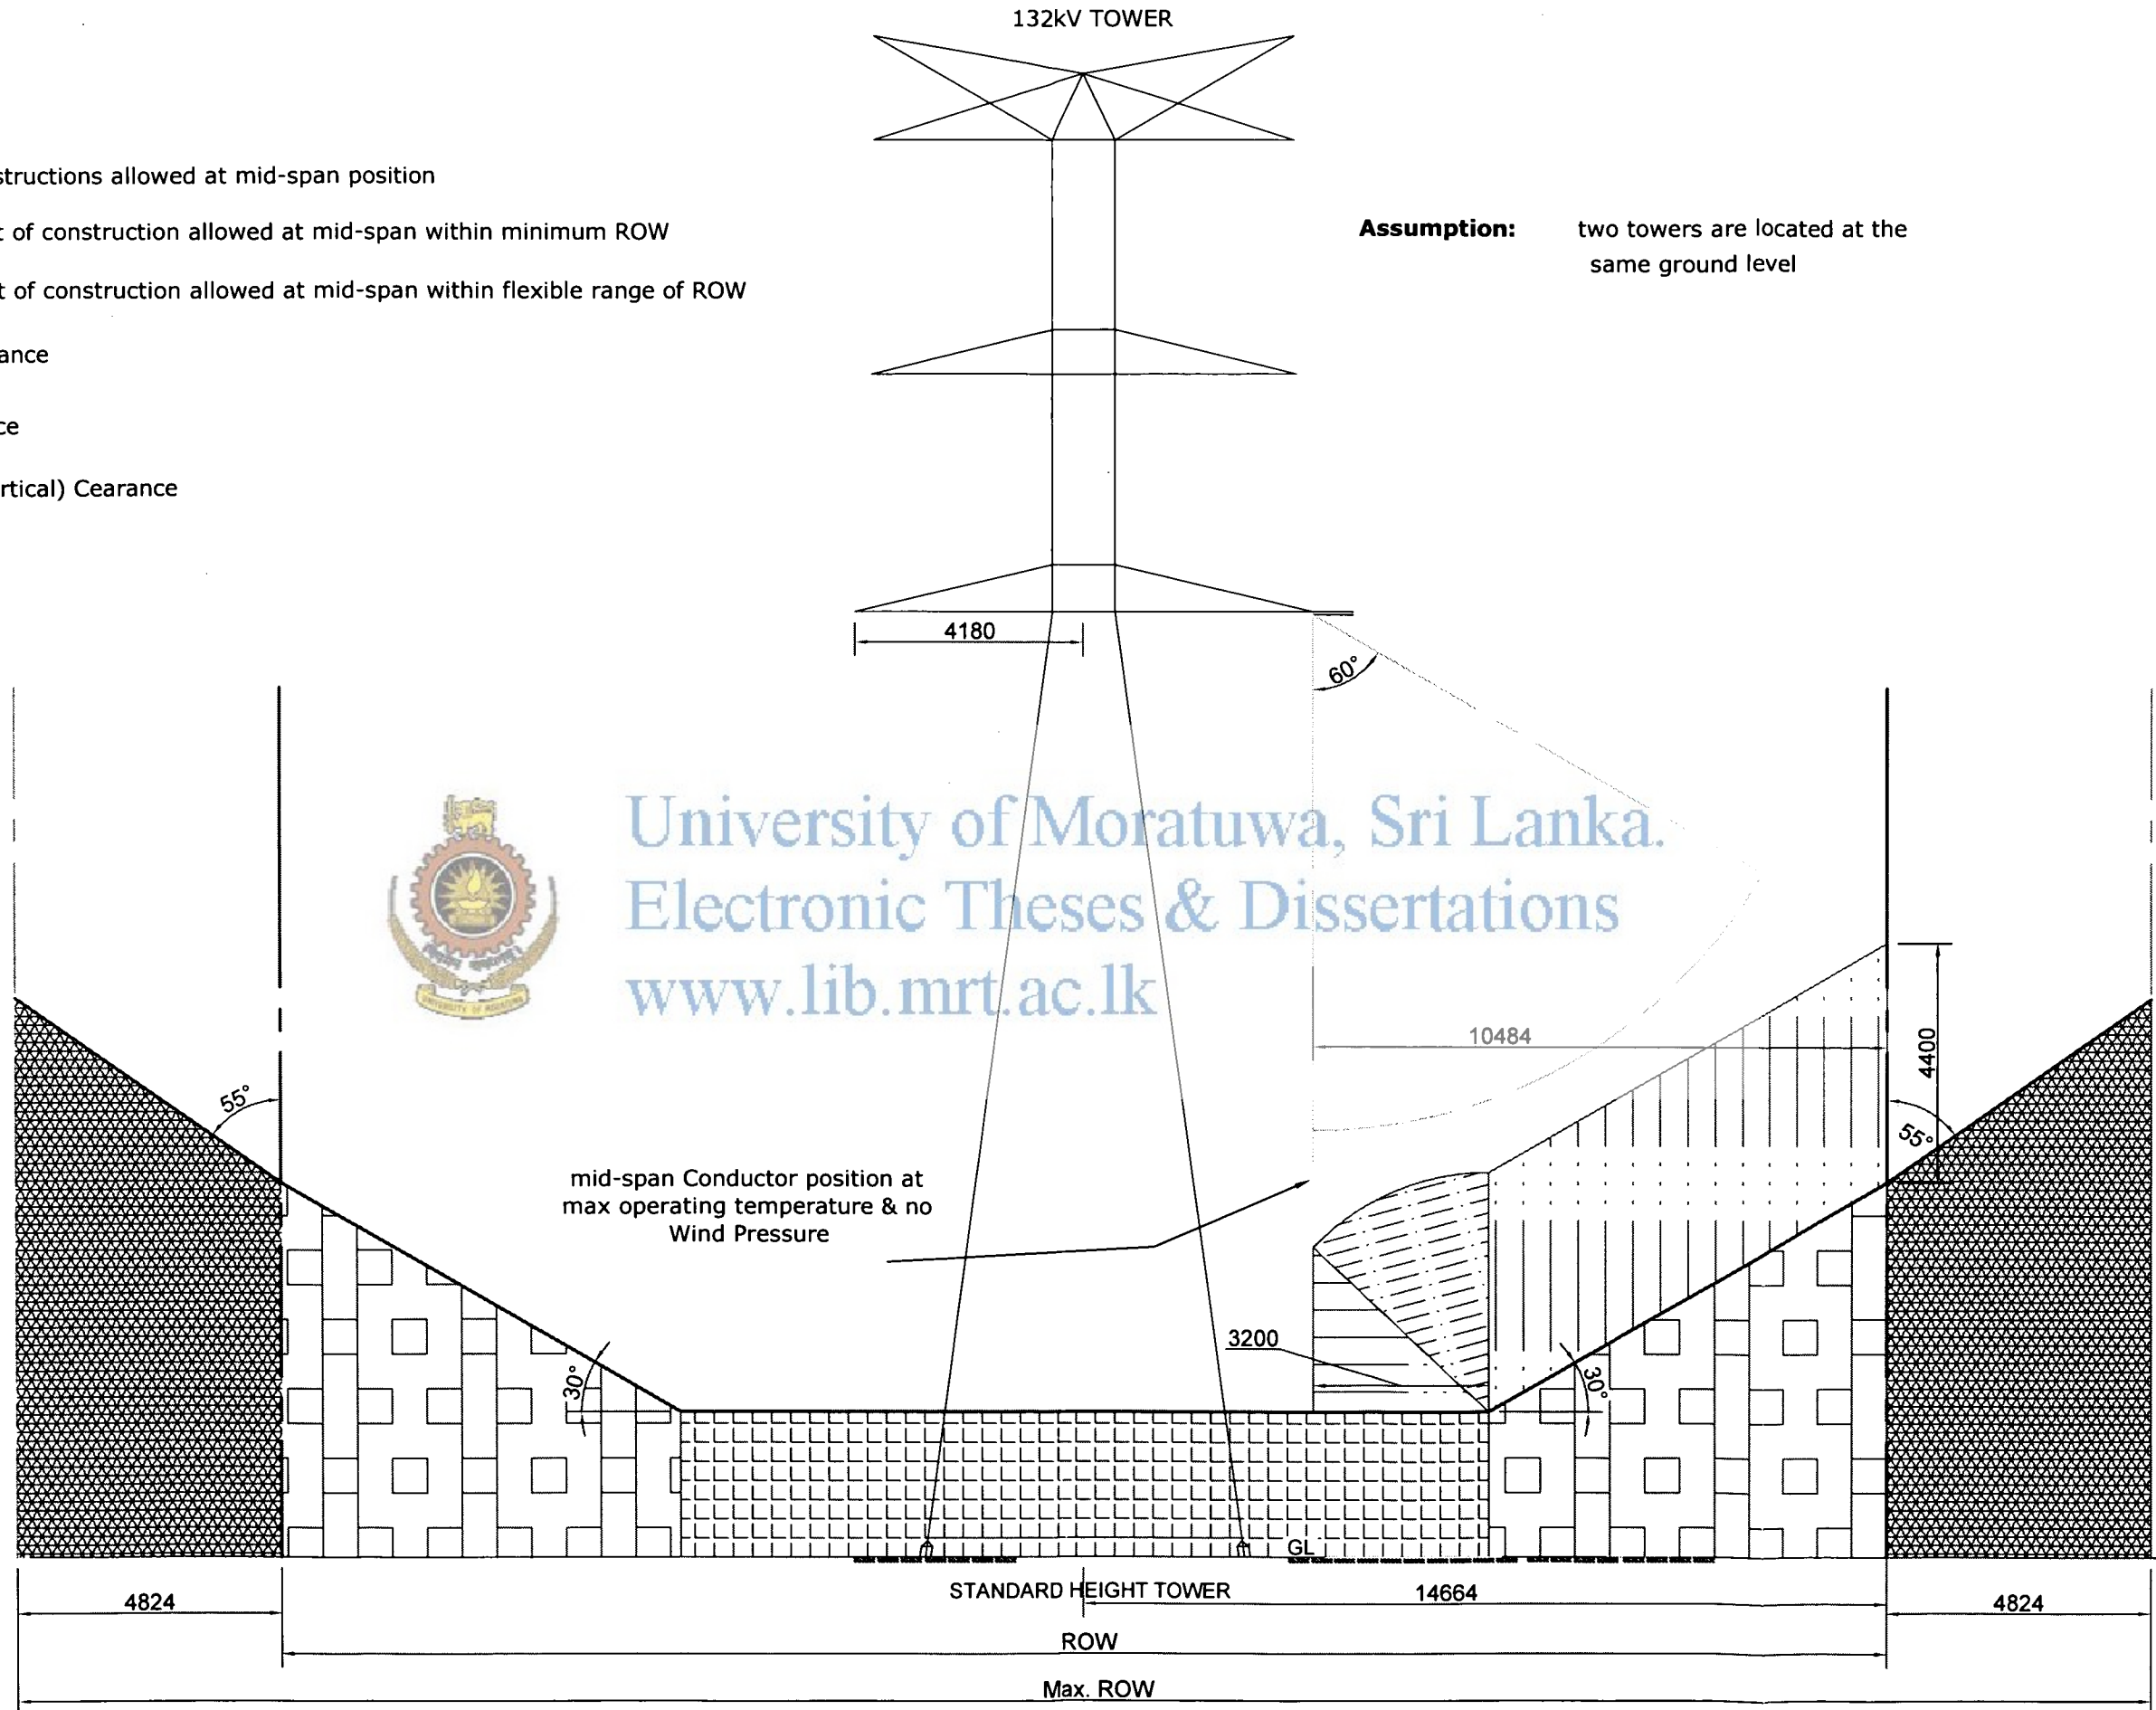 132kV TOWER
structions allowed at mid-span position
t of construction allowed at mid-span within minimum ROW
t of construction allowed at mid-span within flexible range of ROW
ance
ce
rtical) Cearance
Assumption: two towers are located at the
same ground level
4180
60°
University of Moratuwa, Sri Lanka.
Electronic Theses & Dissertations
www.lib.mrt.ac.lk
10484
4400
55°
55°
mid-span Conductor position at
max operating temperature & no
Wind Pressure
3200
30°
30°
GL
STANDARD HEIGHT TOWER
14664
4824
4824
ROW
Max. ROW